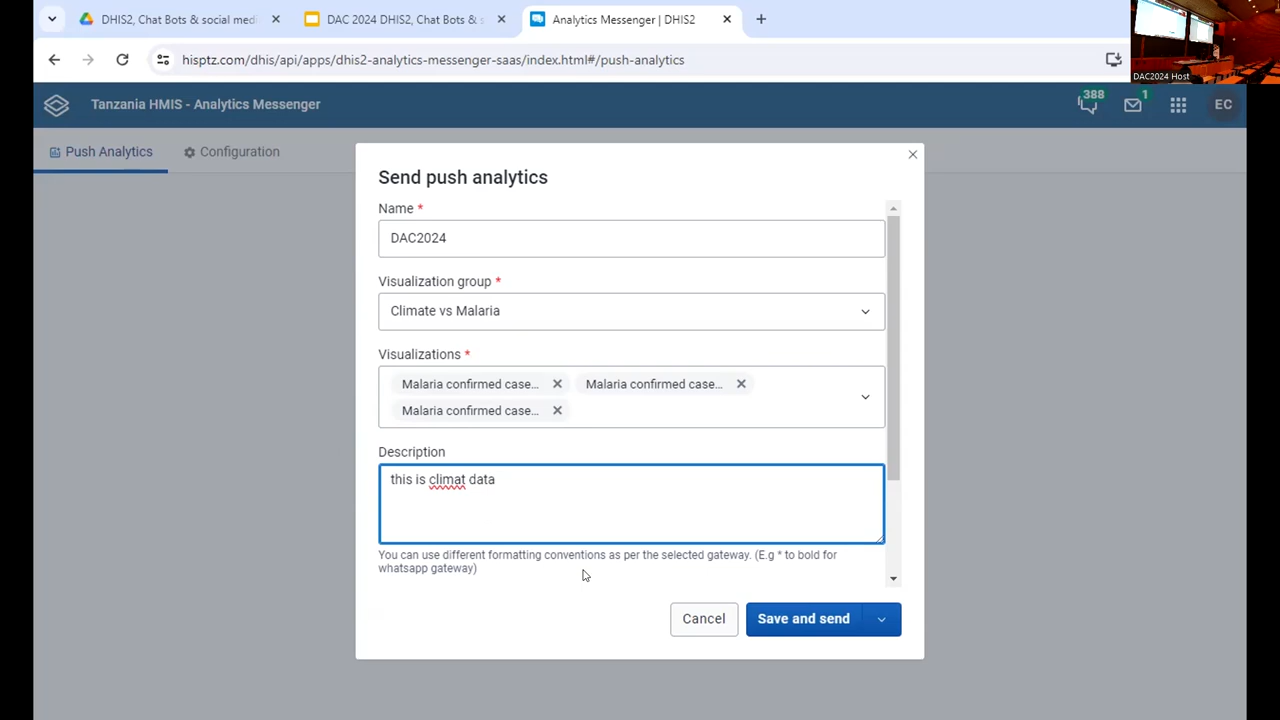 DHIS2, Chat Bots & social medi
DAC 2024 DHIS2, Chat Bots & s
Analytics Messenger | DHIS2
hisptz.com/dhis/api/apps/dhis2-analytics-messenger-saas/index.html#/push-analytics
DAC2024 Host
Tanzania HMIS - Analytics Messenger
388
1
EC
Push Analytics
Configuration
Send push analytics
Name *
DAC2024
Visualization group *
Climate vs Malaria
Visualizations *
Malaria confirmed case...
Malaria confirmed case...
Malaria confirmed case...
Description
this is climat data
You can use different formatting conventions as per the selected gateway. (E.g * to bold for
whatsapp gateway)
Cancel
Save and send